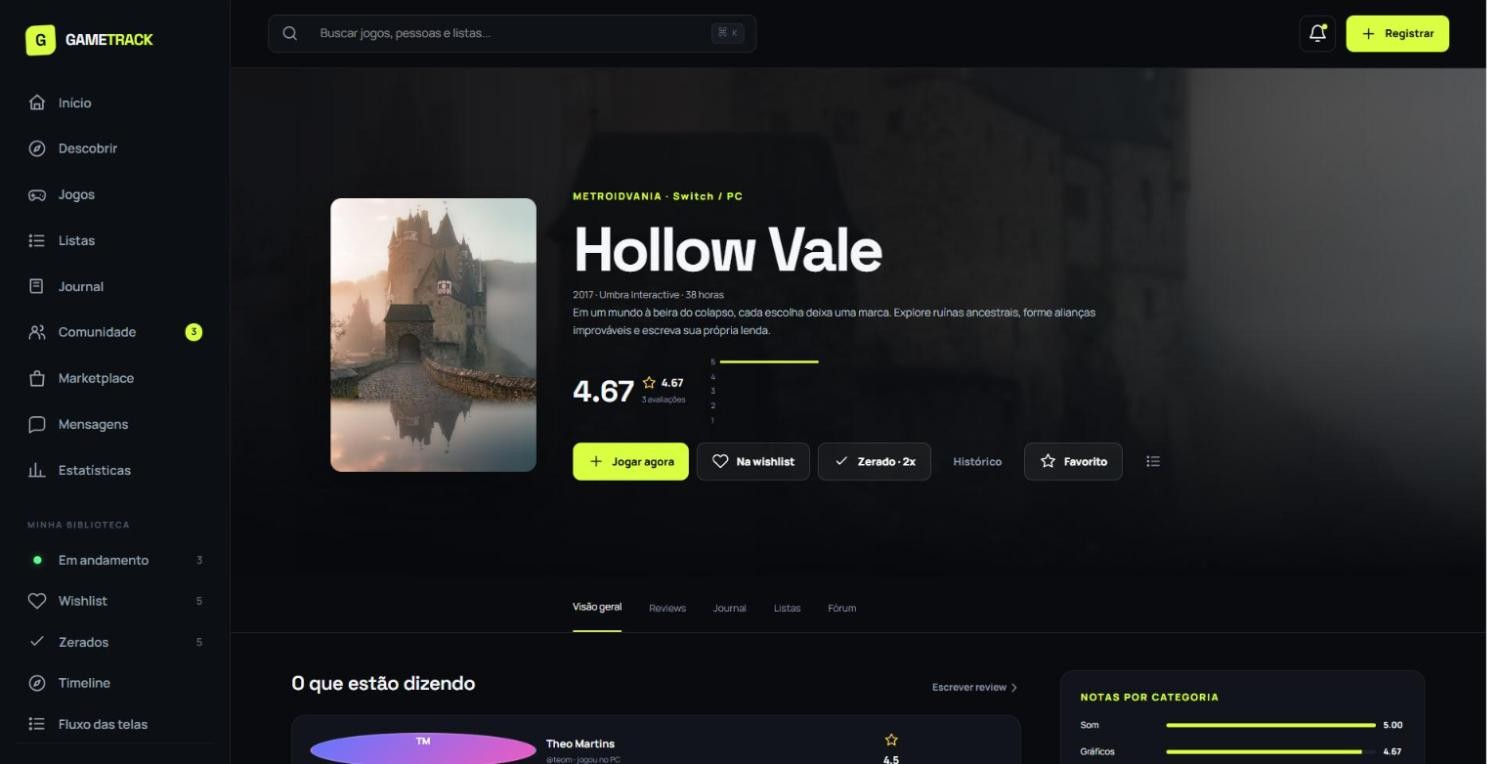 G GAMETRACK
Buscar jogos, pessoas e listas...
⌘ K
Registrar
Início
Descobrir
Jogos
Listas
Journal
Comunidade 3
Marketplace
Mensagens
Estatísticas
MINHA BIBLIOTECA
Em andamento 3
Wishlist 5
Zerados 5
Timeline
Fluxo das telas
METROIDVANIA · Switch / PC
Hollow Vale
2017 · Umbra Interactive · 38 horas
Em um mundo à beira do colapso, cada escolha deixa uma marca. Explore ruínas ancestrais, forme alianças
improváveis e escreva sua própria lenda.
4.67
4.67
3 avaliações
5
4
3
2
1
Jogar agora
Na wishlist
Zerado · 2x
Histórico
Favorito
Visão geral
Reviews
Journal
Listas
Fórum
O que estão dizendo
Escrever review
TM
Theo Martins
@teom · jogou no PC
4.5
NOTAS POR CATEGORIA
Som 5.00
Gráficos 4.67